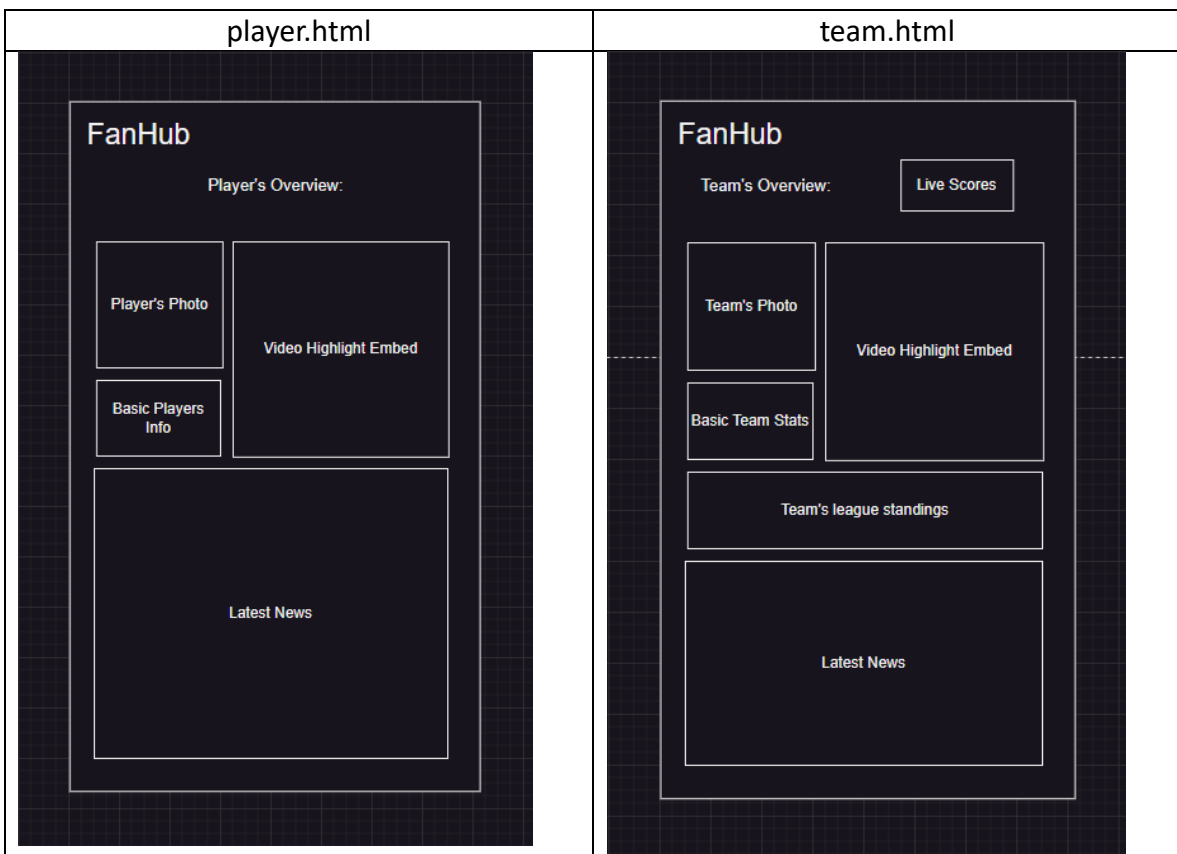 player.html
team.html
FanHub
Player's Overview:
Player's Photo
Video Highlight Embed
Basic Players
Info
Latest News
FanHub
Team's Overview:
Live Scores
Team's Photo
Video Highlight Embed
Basic Team Stats
Team's league standings
Latest News